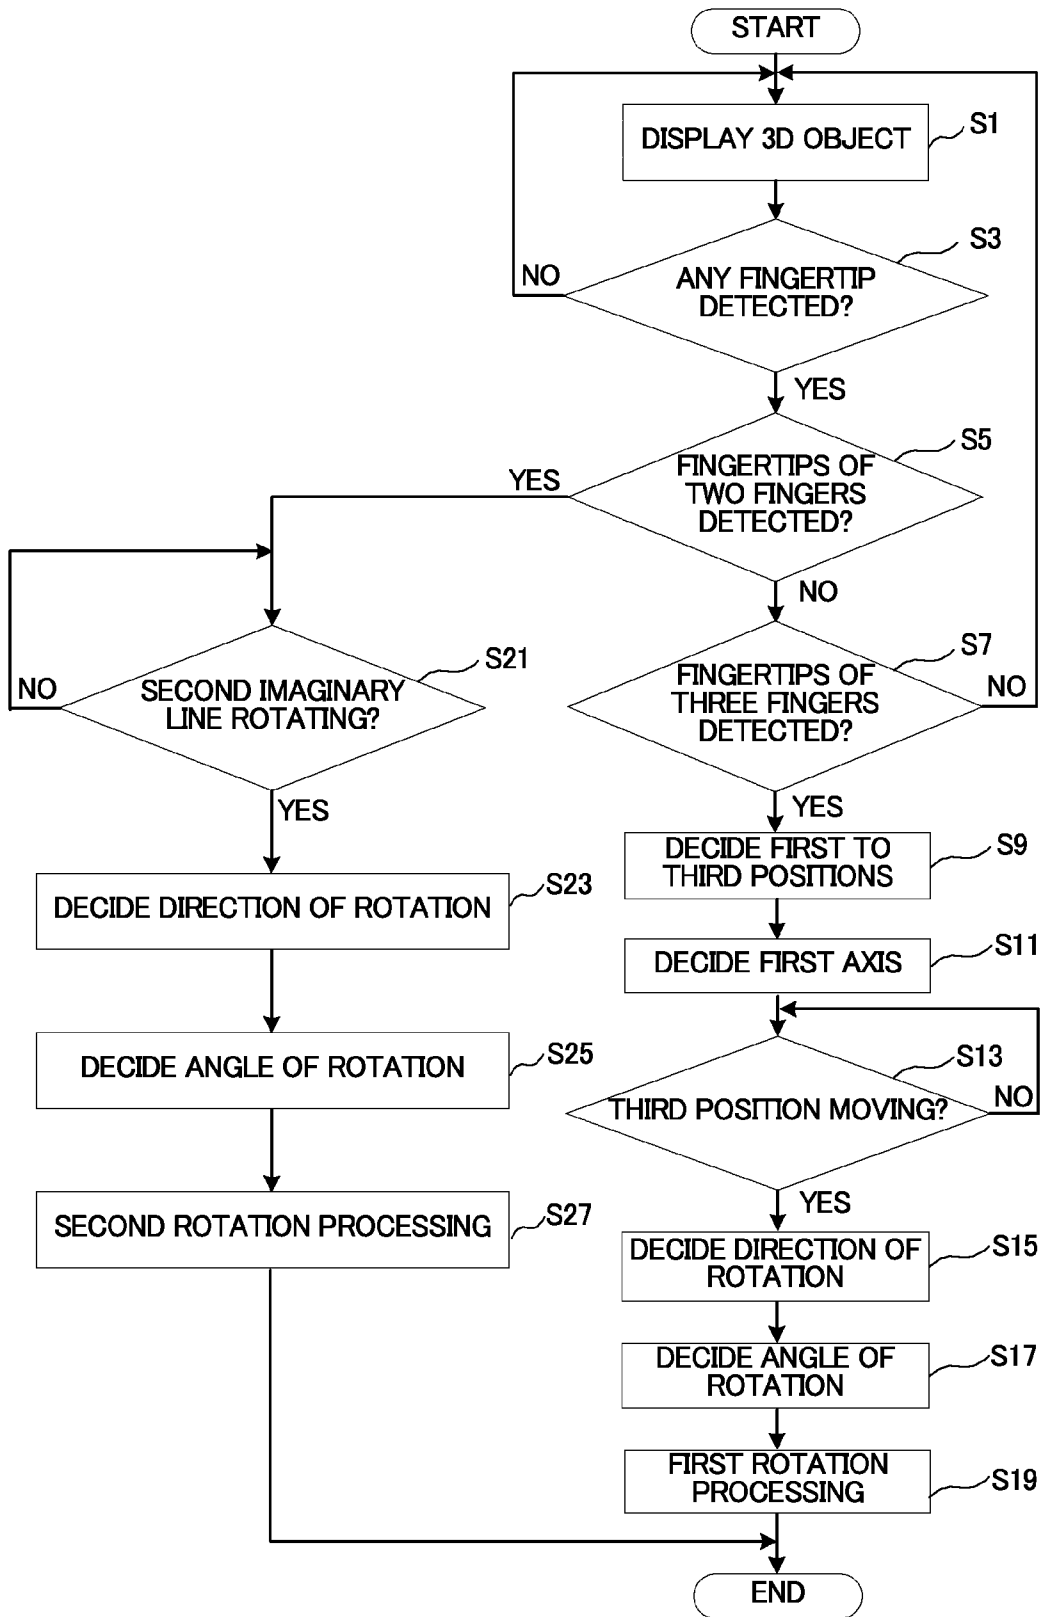 START
DISPLAY 3D OBJECT
S1
S3
NO
ANY FINGERTIP
DETECTED?
YES
S5
YES
FINGERTIPS OF
TWO FINGERS
DETECTED?
NO
S7
S21
NO
SECOND IMAGINARY
LINE ROTATING?
FINGERTIPS OF
THREE FINGERS
DETECTED?
NO
YES
YES
DECIDE FIRST TO
THIRD POSITIONS
S9
DECIDE DIRECTION OF ROTATION
S23
DECIDE FIRST AXIS
S11
DECIDE ANGLE OF ROTATION
S25
S13
THIRD POSITION MOVING?
NO
YES
SECOND ROTATION PROCESSING
S27
DECIDE DIRECTION OF
ROTATION
S15
DECIDE ANGLE OF
ROTATION
S17
FIRST ROTATION
PROCESSING
S19
END